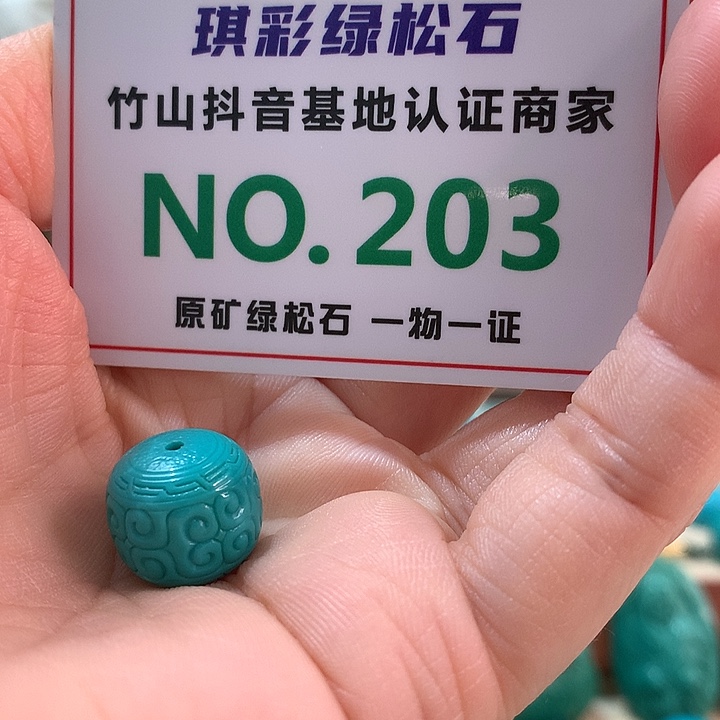 琪彩绿松石
竹山抖音基地认证商家
NO.203
原矿绿松石 一物一证